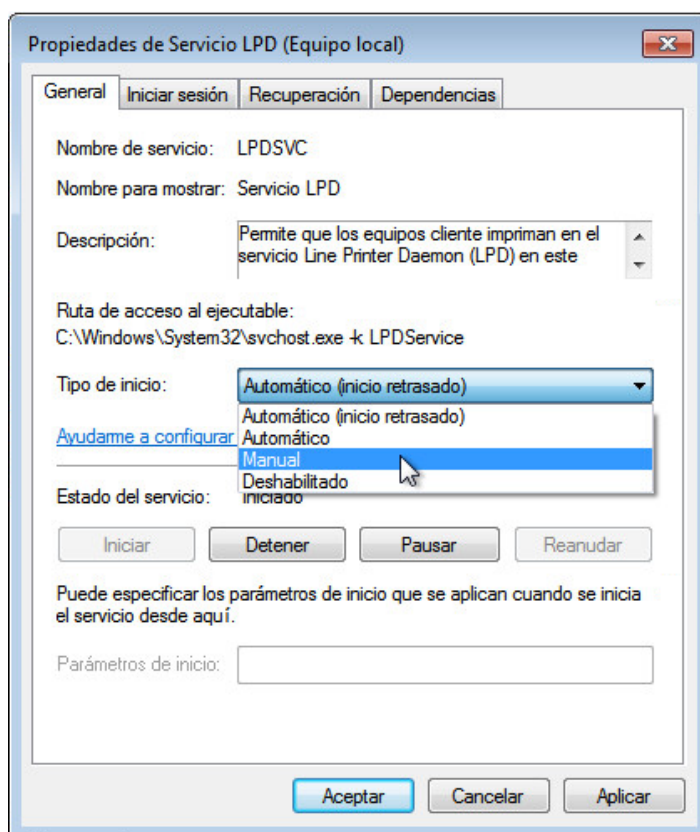 Propiedades de Servicio LPD (Equipo local)
General Iniciar sesión Recuperación Dependencias
Nombre de servicio: LPDSVC
Nombre para mostrar: Servicio LPD
Descripción: Permite que los equipos cliente impriman en el
servicio Line Printer Daemon (LPD) en este
Ruta de acceso al ejecutable:
C:\Windows\System32\svchost.exe -k LPDService
Tipo de inicio: Automático (inicio retrasado)
Automático (inicio retrasado)
Ayudarme a configurar Automático
Manual
Deshabilitado
Estado del servicio: Iniciado
Iniciar Detener Pausar Reanudar
Puede especificar los parámetros de inicio que se aplican cuando se inicia
el servicio desde aquí.
Parámetros de inicio:
Aceptar Cancelar Aplicar